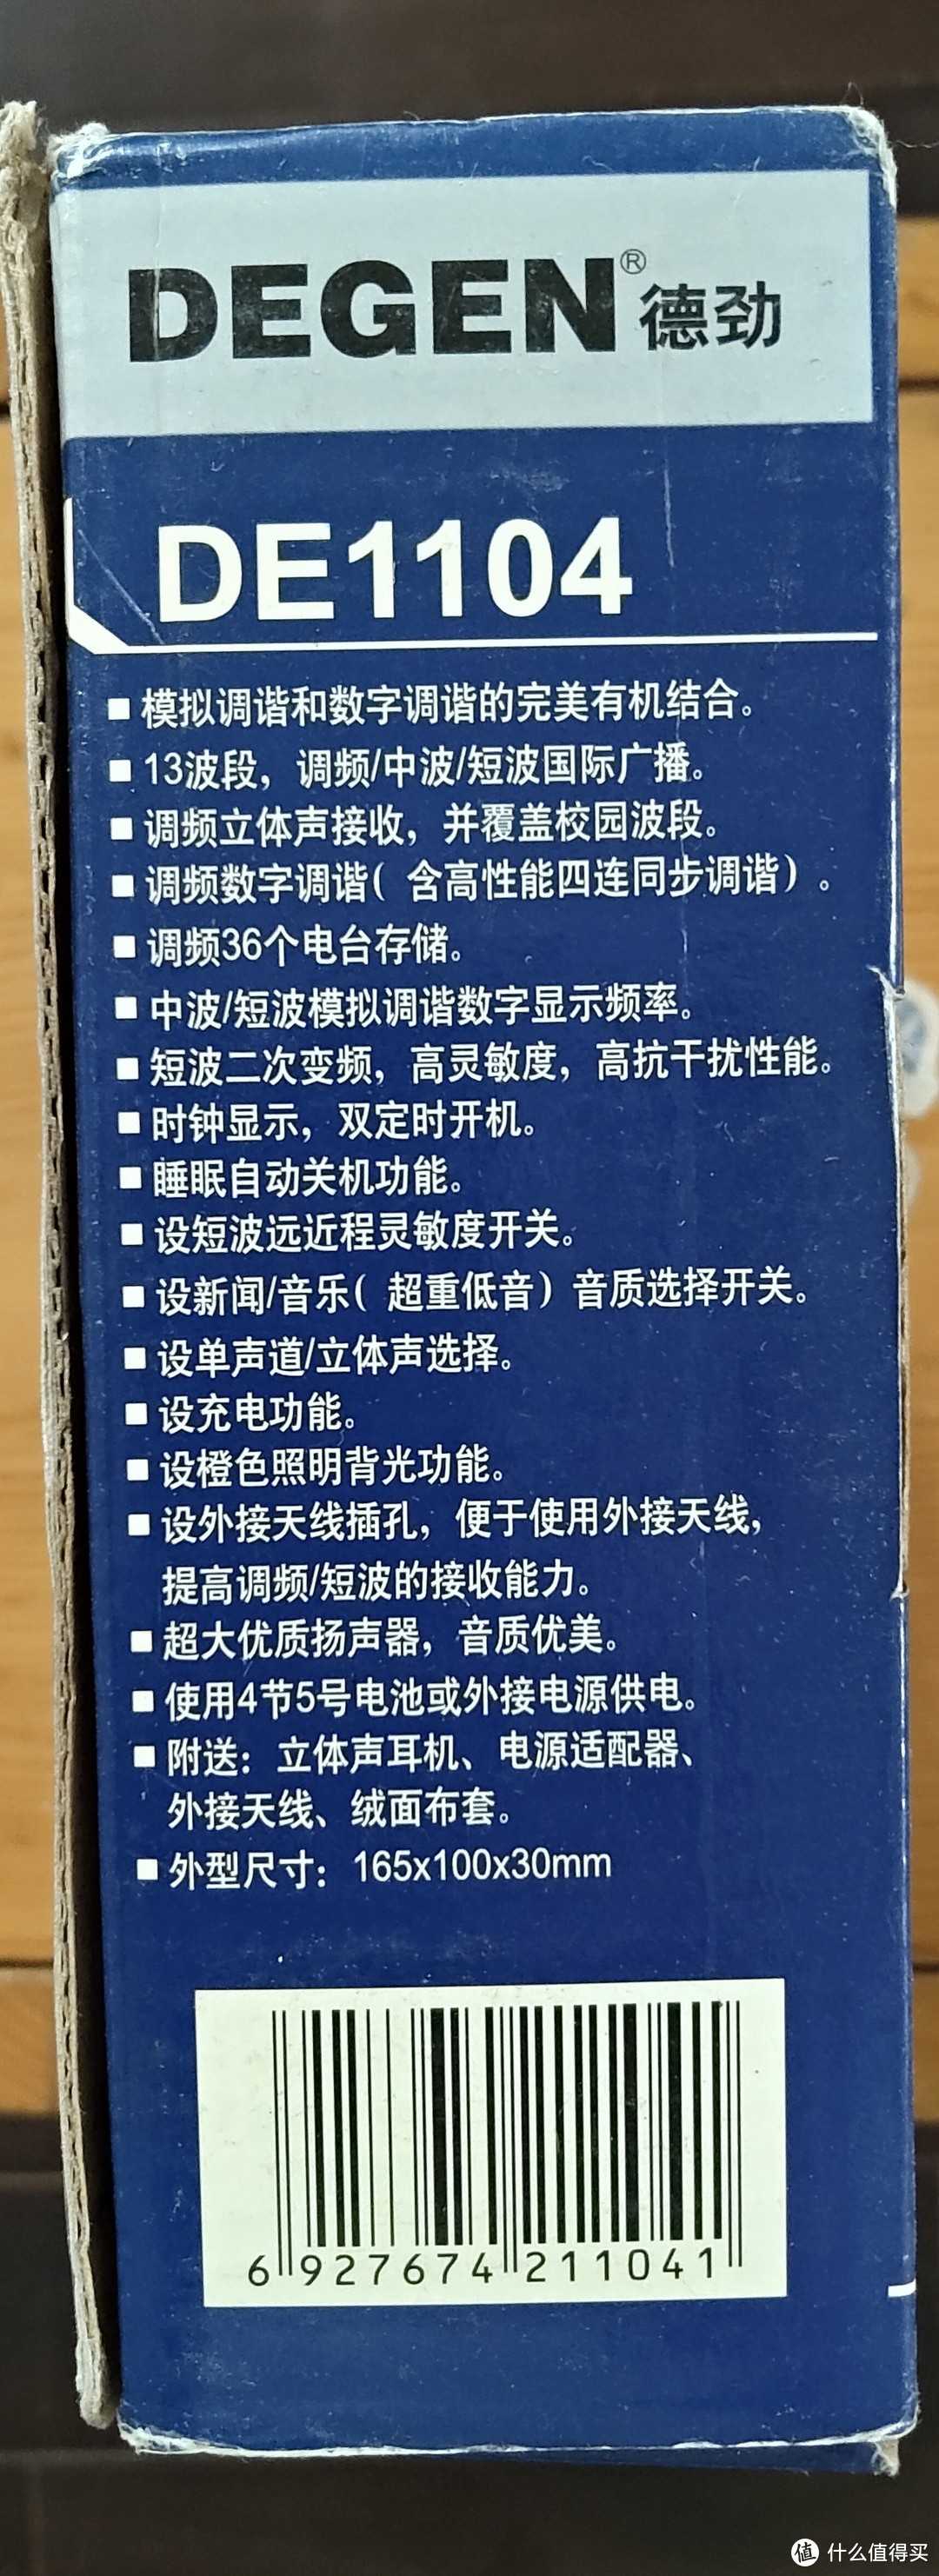 DEGEN® 德劲
DE1104
■ 模拟调谐和数字调谐的完美有机结合。
■ 13波段，调频/中波/短波国际广播。
■ 调频立体声接收，并覆盖校园波段。
■ 调频数字调谐（含高性能四连同步调谐）。
■ 调频36个电台存储。
■ 中波/短波模拟调谐数字显示频率。
■ 短波二次变频，高灵敏度，高抗干扰性能。
■ 时钟显示，双定时开机。
■ 睡眠自动关机功能。
■ 设短波远近程灵敏度开关。
■ 设新闻/音乐（超重低音）音质选择开关。
■ 设单声道/立体声选择。
■ 设充电功能。
■ 设橙色照明背光功能。
■ 设外接天线插孔，便于使用外接天线，
提高调频/短波的接收能力。
■ 超大优质扬声器，音质优美。
■ 使用4节5号电池或外接电源供电。
■ 附送：立体声耳机、电源适配器、
外接天线、绒面布套。
■ 外型尺寸：165x100x30mm
6 927674 211041
值 什么值得买